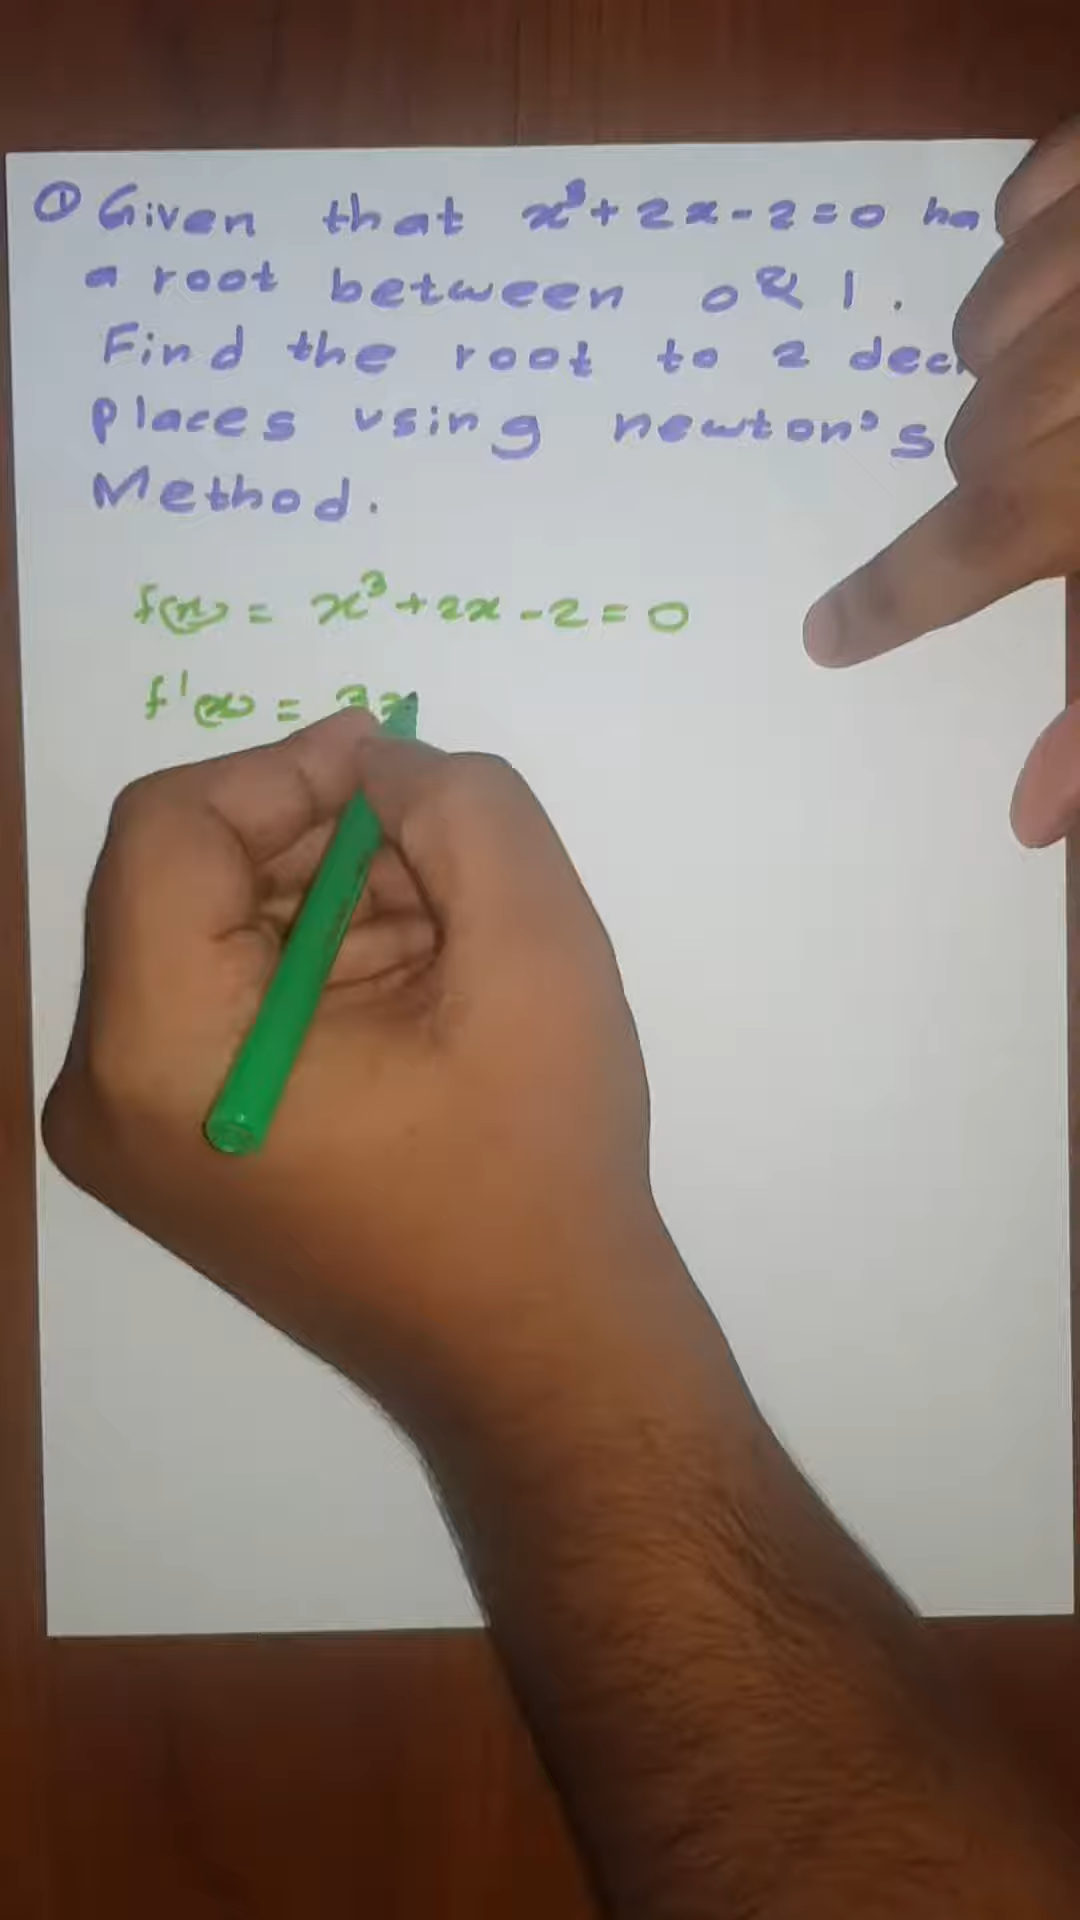 ① Given that x³ + 2x - 2 = 0 ha
a root between 0 & 1 .
Find the root to 2 dec
places using newton's
Method.
f(x) = x³ + 2x - 2 = 0
f'(x) = 3x